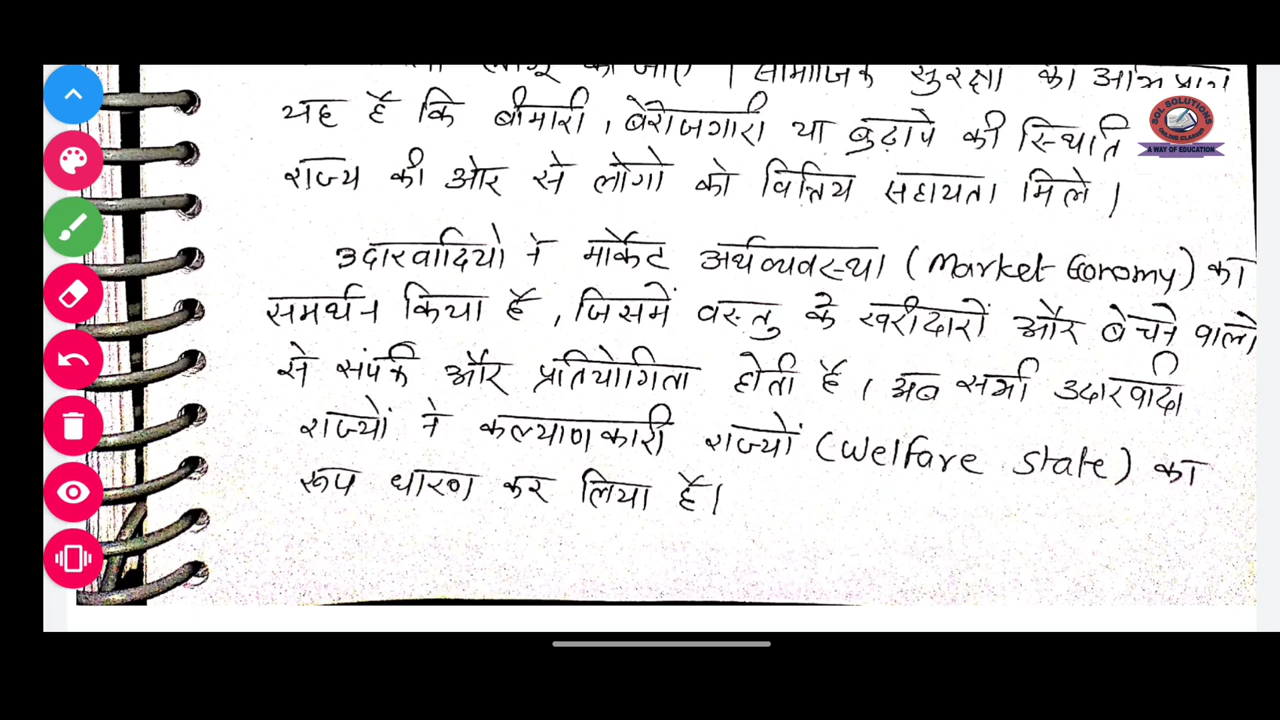 लागू की जाए । सामाजिक सुरक्षा का अभिप्राय
यह है कि बीमारी, बेरोजगारी या बुढ़ापे की स्थिति
राज्य की ओर से लोगो को वित्तिय सहायता मिले ।
उदारवादियो ने मार्केट अर्थव्यवस्था (Market Economy) का
समर्थन किया है, जिसमें वस्तु के खरीदारों और बेचने वालो
से संपर्क और प्रतियोगिता होती है । अब सभी उदारवादी
राज्यों ने कल्याणकारी राज्यों (Welfare State) का
रूप धारण कर लिया है।
SOL SOLUTIONS
ONLINE CLASSES
A WAY OF EDUCATION